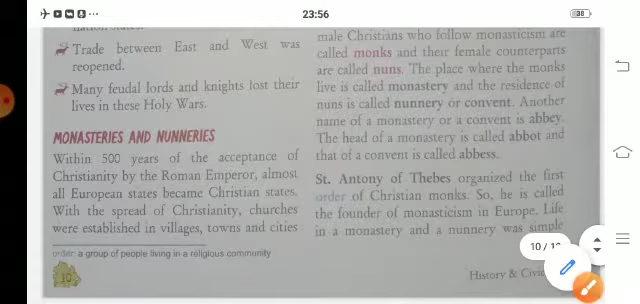 23:56
38
Trade between East and West was
reopened.
Many feudal lords and knights lost their
lives in these Holy Wars.
MONASTERIES AND NUNNERIES
Within 500 years of the acceptance of
Christianity by the Roman Emperor, almost
all European states became Christian states.
With the spread of Christianity, churches
were established in villages, towns and cities
order: a group of people living in a religious community
10
male Christians who follow monasticism are
called monks and their female counterparts
are called nuns. The place where the monks
live is called monastery and the residence of
nuns is called nunnery or convent. Another
name of a monastery or a convent is abbey.
The head of a monastery is called abbot and
that of a convent is called abbess.
St. Antony of Thebes organized the first
order of Christian monks. So, he is called
the founder of monasticism in Europe. Life
in a monastery and a nunnery was simple
10/
History &